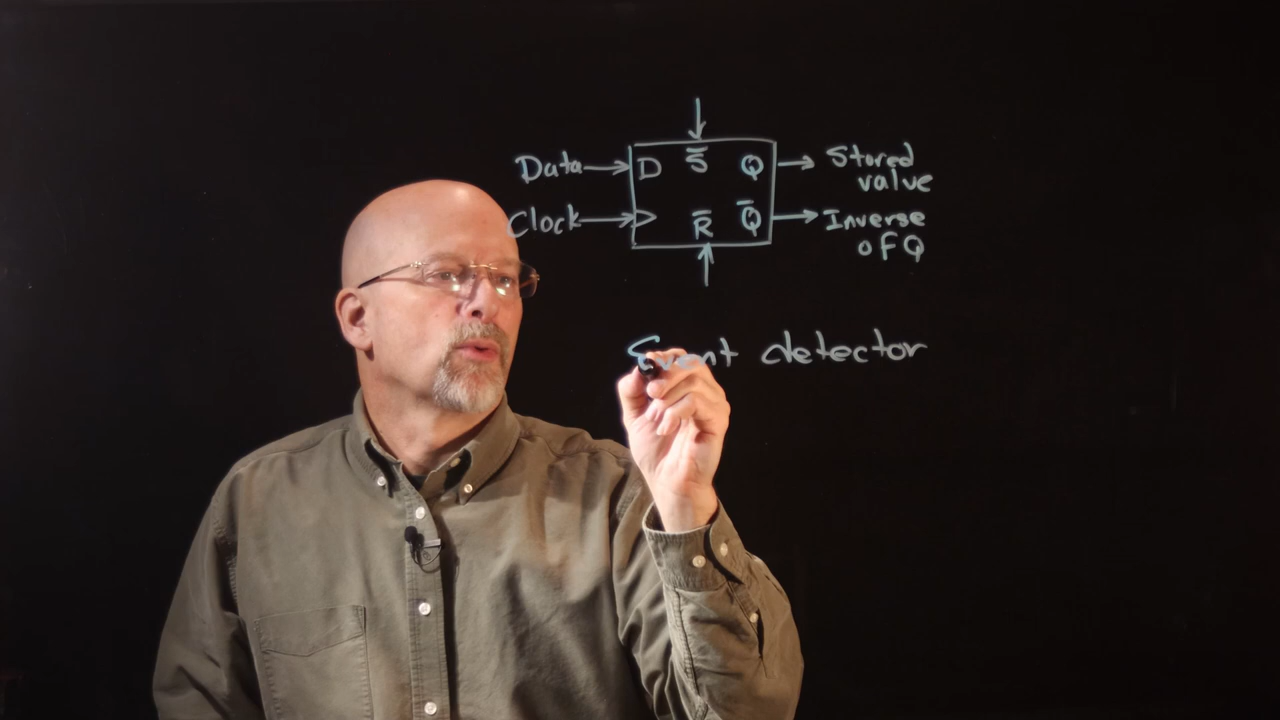 Data D S̅ Q Stored
value
Clock R̅ Q̅ Inverse
of Q
Event detector